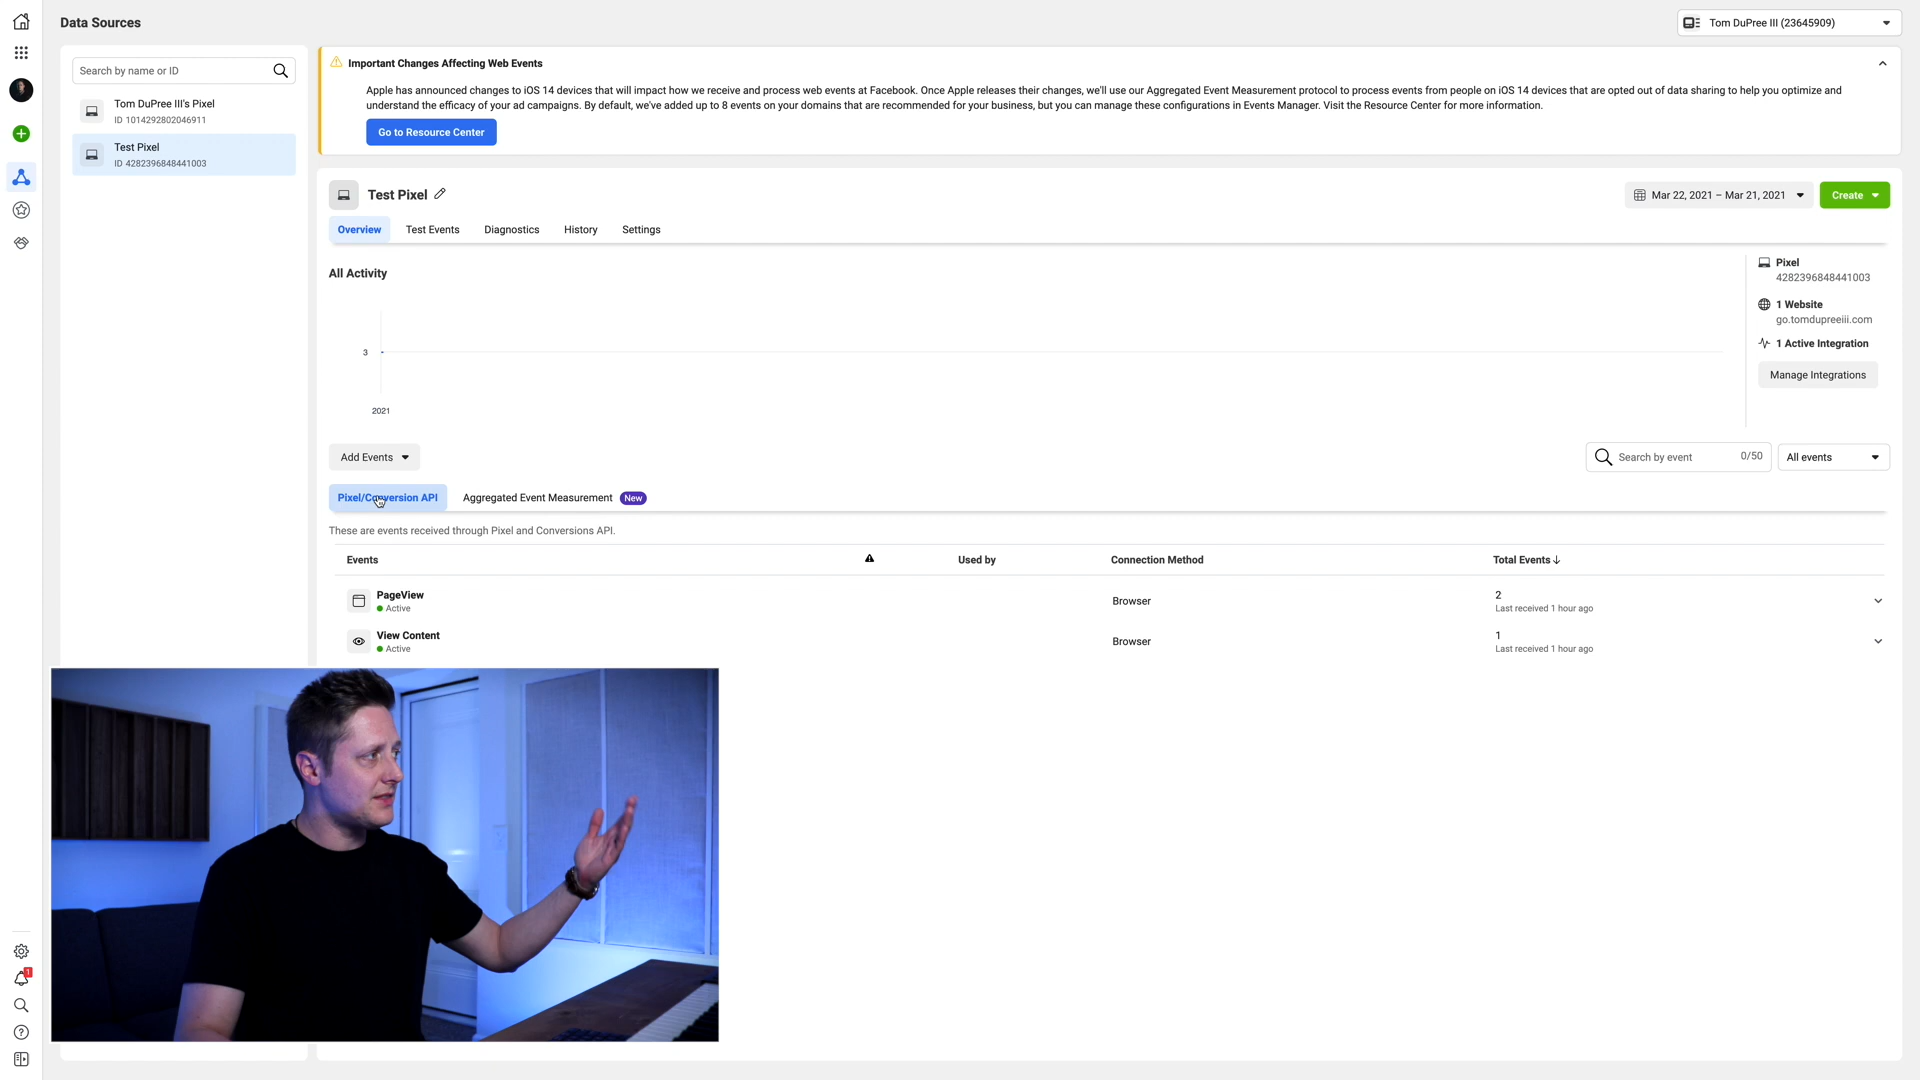 Data Sources
Tom DuPree III (23645909)
Search by name or ID
Tom DuPree III's Pixel
ID 1014292802046911
Test Pixel
ID 4282396848441003
Important Changes Affecting Web Events
Apple has announced changes to iOS 14 devices that will impact how we receive and process web events at Facebook. Once Apple releases their changes, we'll use our Aggregated Event Measurement protocol to process events from people on iOS 14 devices that are opted out of data sharing to help you optimize and
understand the efficacy of your ad campaigns. By default, we've added up to 8 events on your domains that are recommended for your business, but you can manage these configurations in Events Manager. Visit the Resource Center for more information.
Go to Resource Center
Test Pixel
Mar 22, 2021 – Mar 21, 2021
Create
Overview
Test Events
Diagnostics
History
Settings
All Activity
3
2021
Pixel
4282396848441003
1 Website
go.tomdupreeiii.com
1 Active Integration
Manage Integrations
Add Events
Search by event
0/50
All events
Pixel/Conversion API
Aggregated Event Measurement
New
These are events received through Pixel and Conversions API.
Events
Used by
Connection Method
Total Events
PageView
Active
Browser
2
Last received 1 hour ago
View Content
Active
Browser
1
Last received 1 hour ago
1